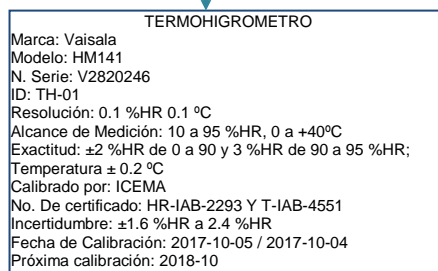 TERMOHIGROMETRO
Marca: Vaisala
Modelo: HM141
N. Serie: V2820246
ID: TH-01
Resolución: 0.1 %HR 0.1 ºC
Alcance de Medición: 10 a 95 %HR, 0 a +40ºC
Exactitud: ±2 %HR de 0 a 90 y 3 %HR de 90 a 95 %HR;
Temperatura ± 0.2 ºC
Calibrado por: ICEMA
No. De certificado: HR-IAB-2293 Y T-IAB-4551
Incertidumbre: ±1.6 %HR a 2.4 %HR
Fecha de Calibración: 2017-10-05 / 2017-10-04
Próxima calibración: 2018-10